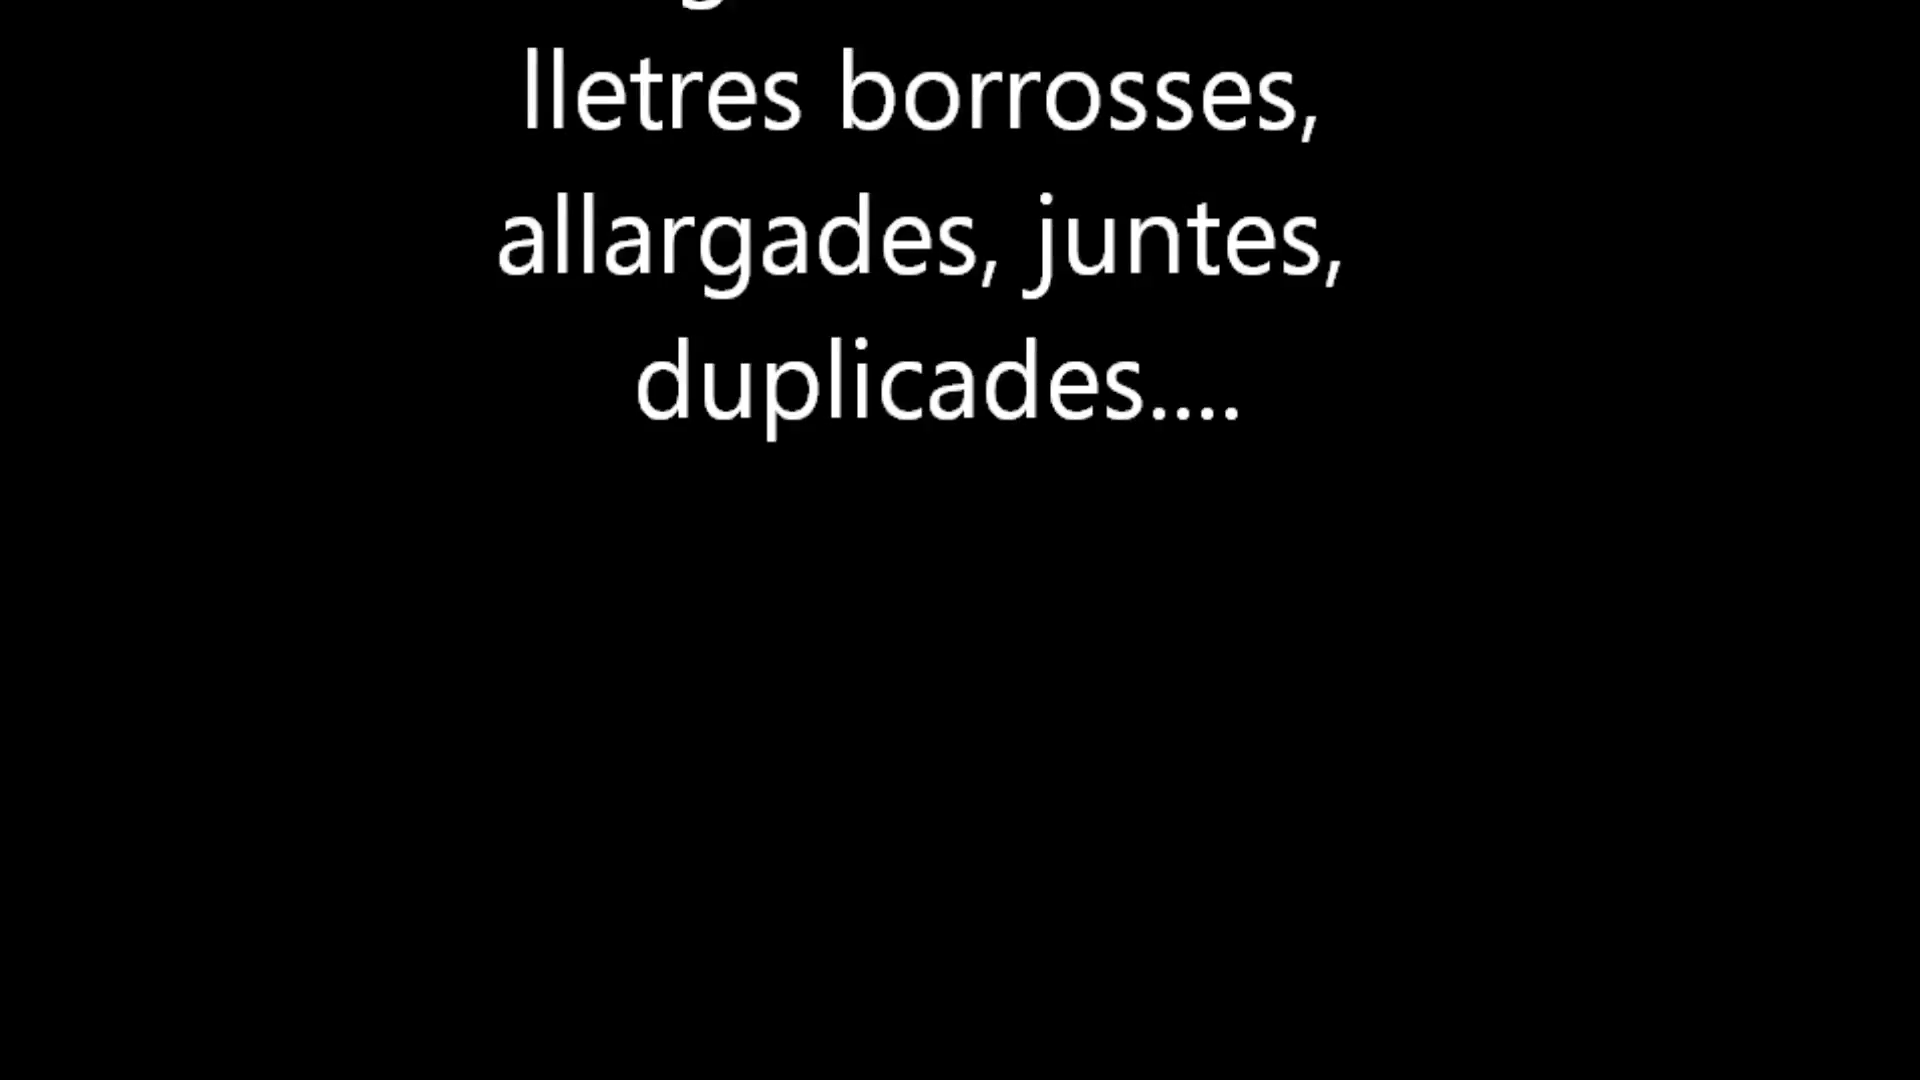 lletres borrosses,
allargades, juntes,
duplicades....